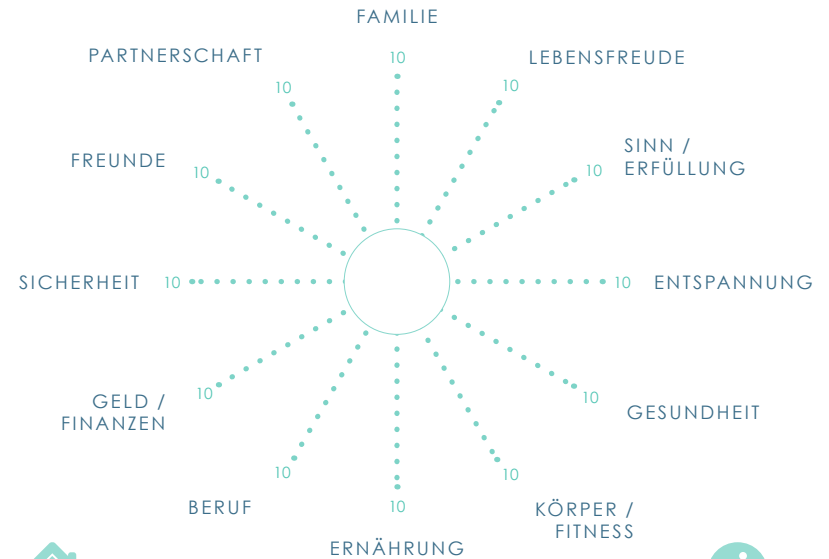 FAMILIE
PARTNERSCHAFT
10
LEBENSFREUDE
10
10
SINN /
ERFÜLLUNG
FREUNDE
10
10
SICHERHEIT
10
10
ENTSPANNUNG
GELD /
FINANZEN
10
10
GESUNDHEIT
10
10
BERUF
10
KÖRPER /
FITNESS
ERNÄHRUNG